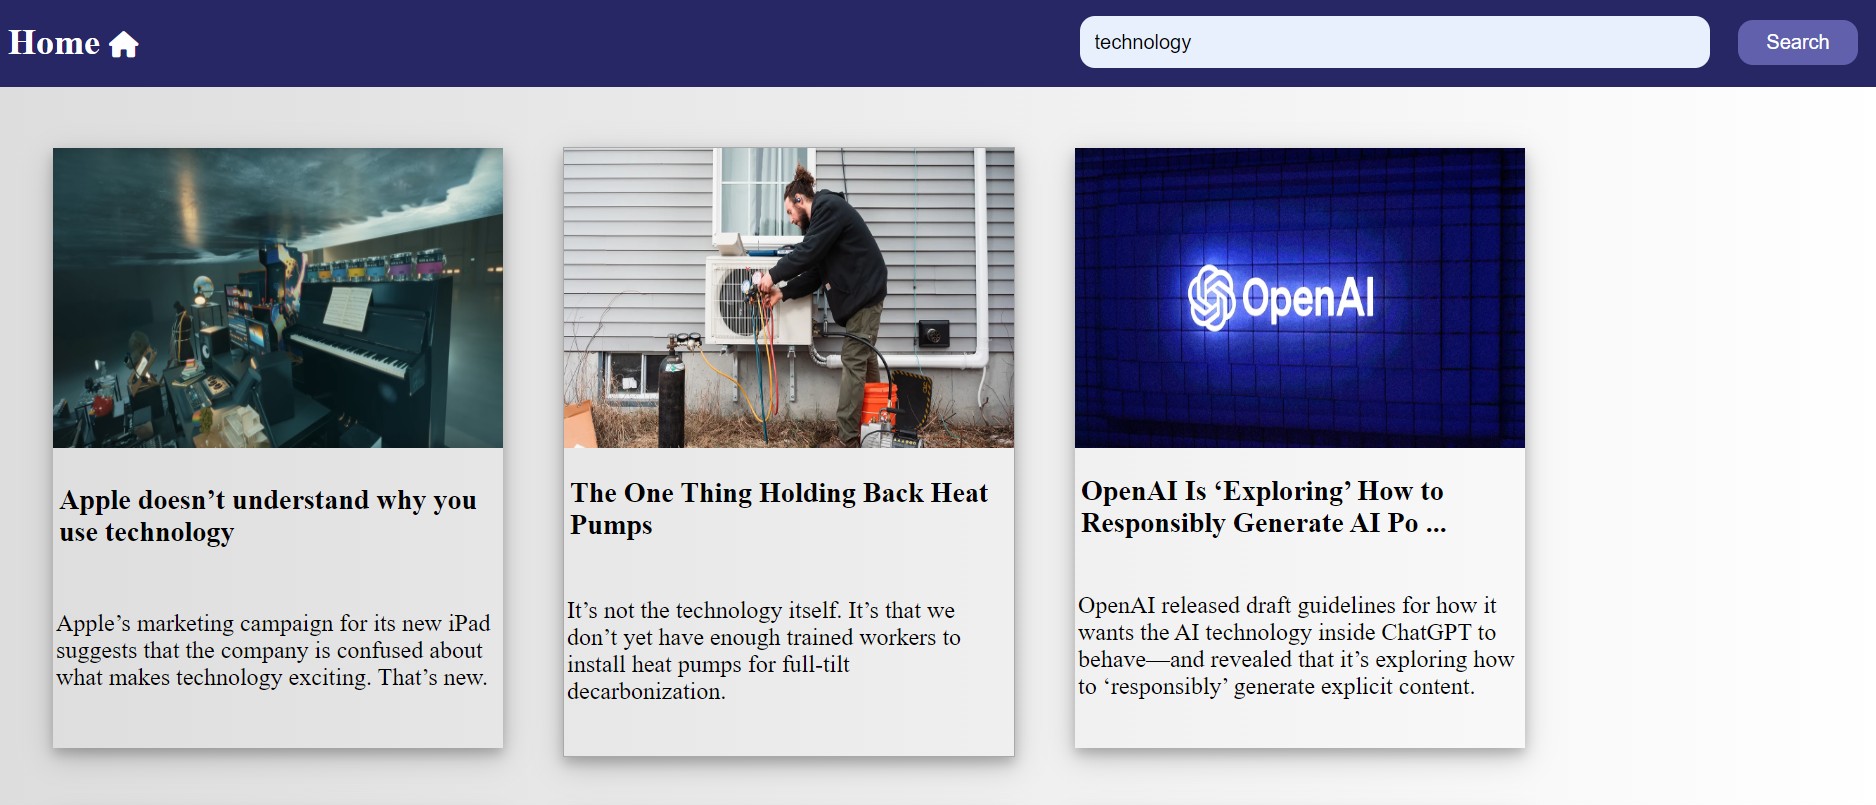 Home
technology
Search
OpenAI
Apple doesn’t understand why you
use technology
Apple’s marketing campaign for its new iPad
suggests that the company is confused about
what makes technology exciting. That’s new.
The One Thing Holding Back Heat
Pumps
It’s not the technology itself. It’s that we
don’t yet have enough trained workers to
install heat pumps for full-tilt
decarbonization.
OpenAI Is ‘Exploring’ How to
Responsibly Generate AI Po ...
OpenAI released draft guidelines for how it
wants the AI technology inside ChatGPT to
behave—and revealed that it’s exploring how
to ‘responsibly’ generate explicit content.